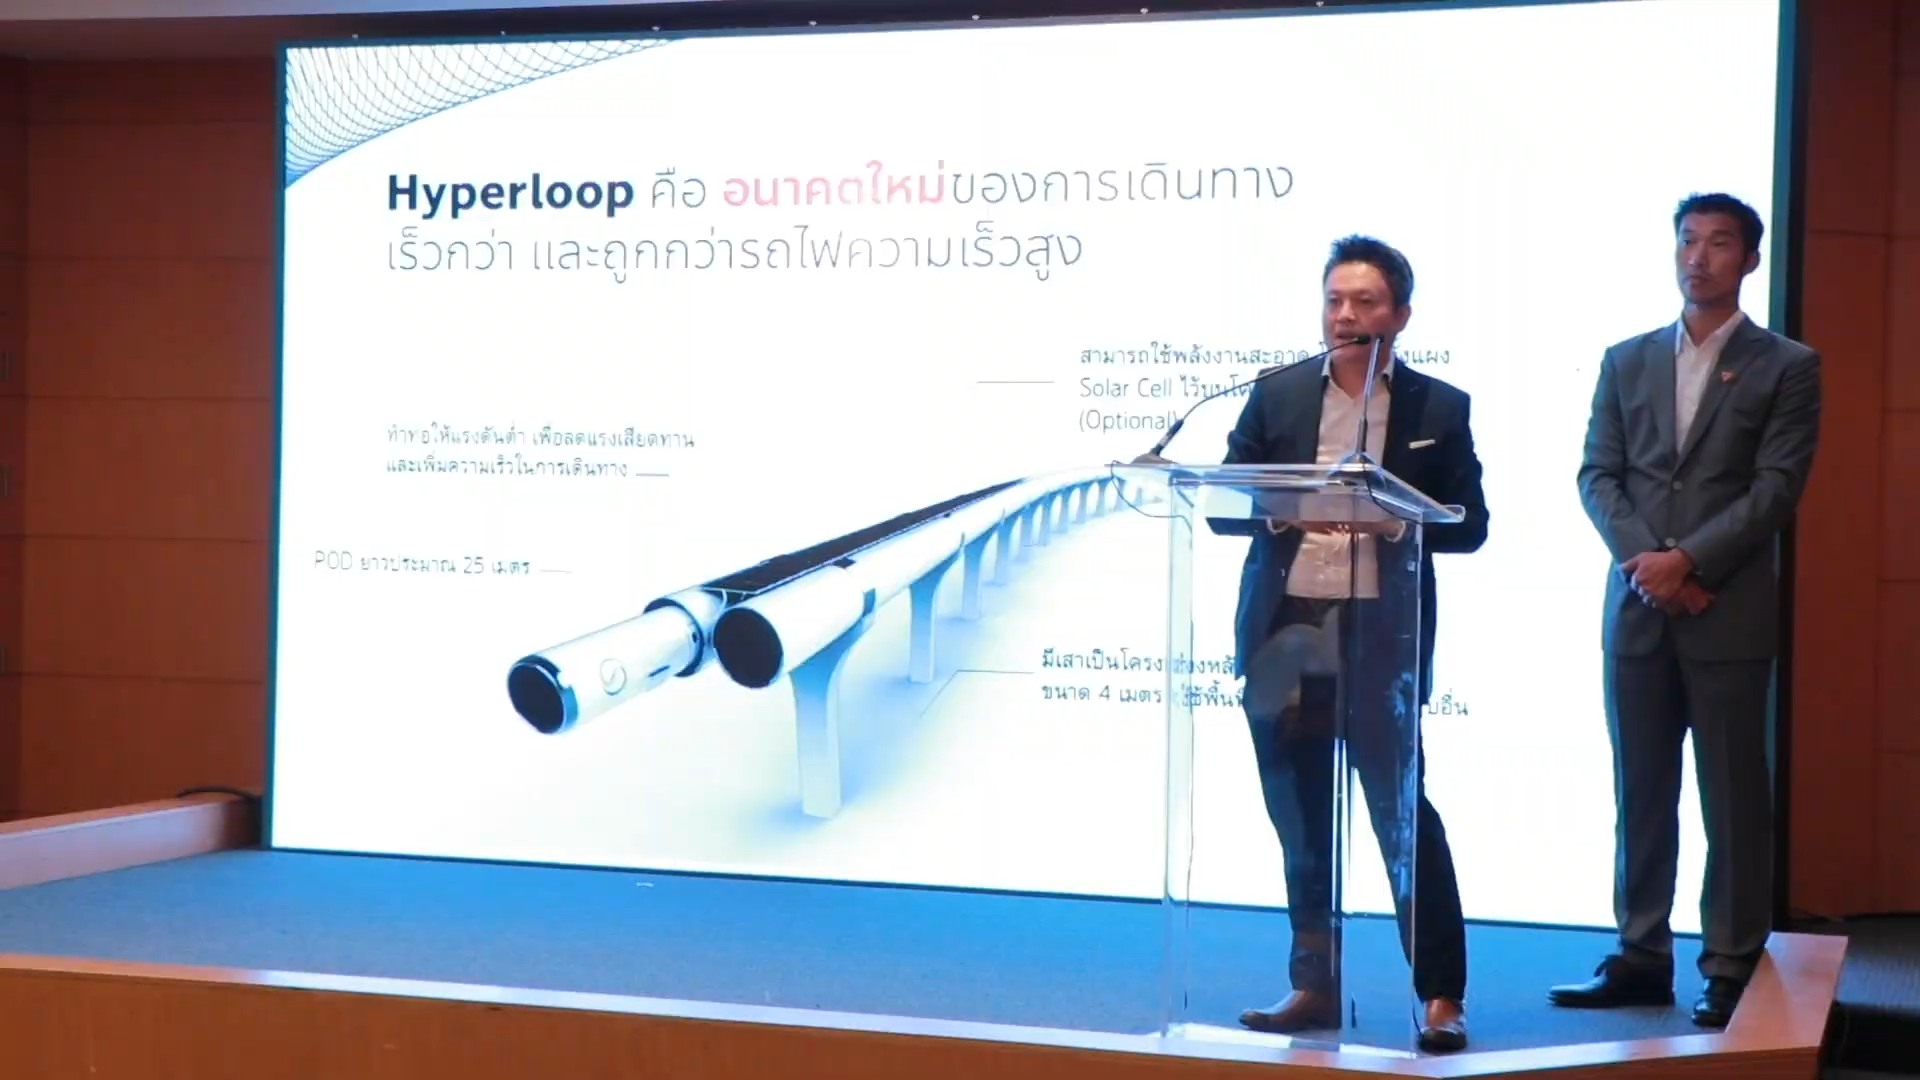 Hyperloop คือ อนาคตใหม่ของการเดินทาง
เร็วกว่า และถูกกว่ารถไฟความเร็วสูง
สามารถใช้พลังงานสะอาด
Solar Cell ไว้บน
(Optional)
ทำท่อให้แรงดันต่ำ เพื่อลดแรงเสียดทาน
และเพิ่มความเร็วในการเดินทาง
POD ยาวประมาณ 25 เมตร
มีเสาเป็นโครง
ขนาด 4 เมตร